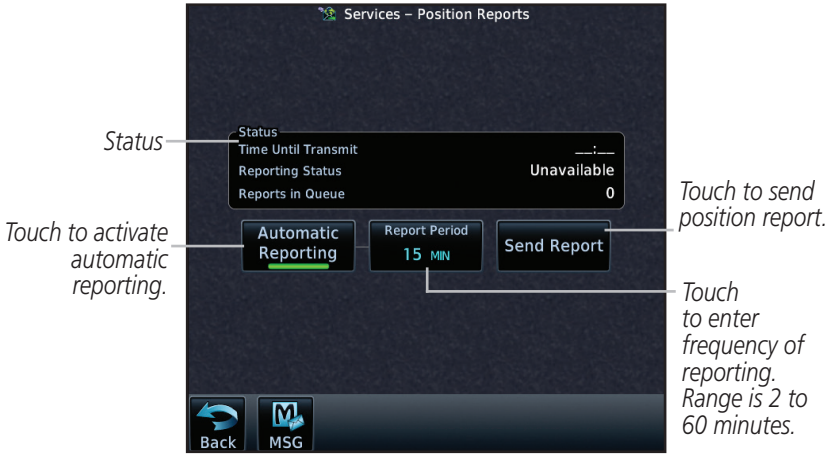 Services – Position Reports
Status
Status
Time Until Transmit __:__
Reporting Status Unavailable
Reports in Queue 0
Touch to activate
automatic
reporting.
Automatic
Reporting
Report Period
15 MIN
Send Report
Touch to send
position report.
Touch
to enter
frequency of
reporting.
Range is 2 to
60 minutes.
Back
MSG